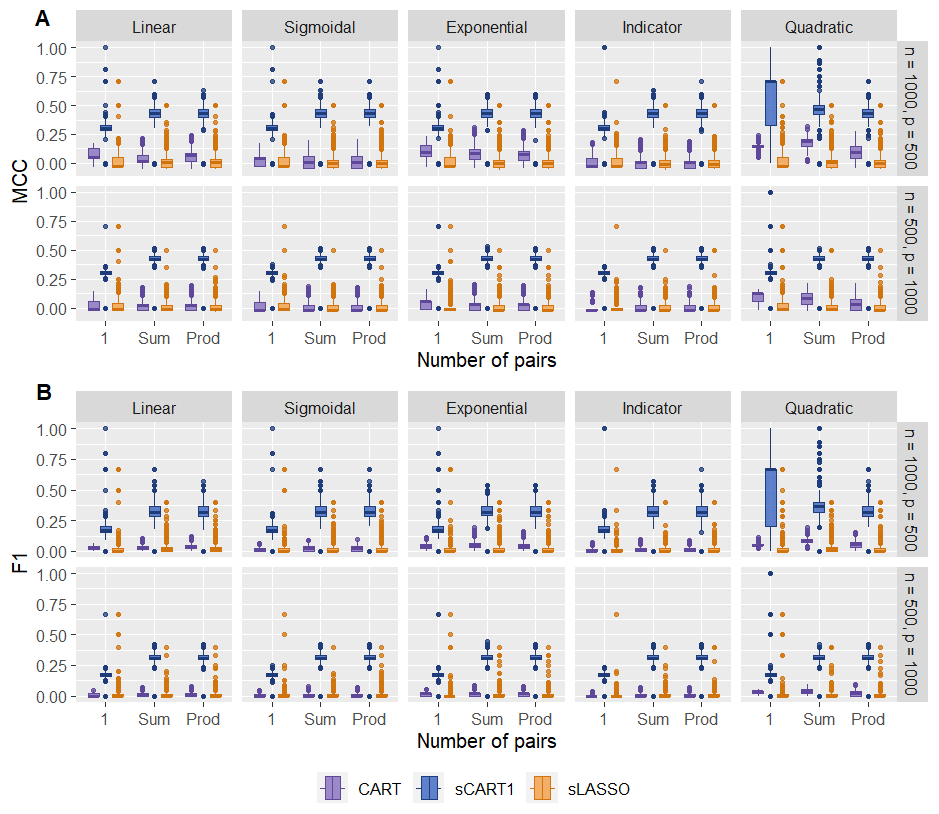 A
Linear Sigmoidal Exponential Indicator Quadratic
MCC
1.00
0.75
0.50
0.25
0.00
n = 1000, p = 500
1.00
0.75
0.50
0.25
0.00
n = 500, p = 1000
1 Sum Prod 1 Sum Prod 1 Sum Prod 1 Sum Prod 1 Sum Prod
Number of pairs
B
Linear Sigmoidal Exponential Indicator Quadratic
F1
1.00
0.75
0.50
0.25
0.00
n = 1000, p = 500
1.00
0.75
0.50
0.25
0.00
n = 500, p = 1000
1 Sum Prod 1 Sum Prod 1 Sum Prod 1 Sum Prod 1 Sum Prod
Number of pairs
CART sCART1 sLASSO